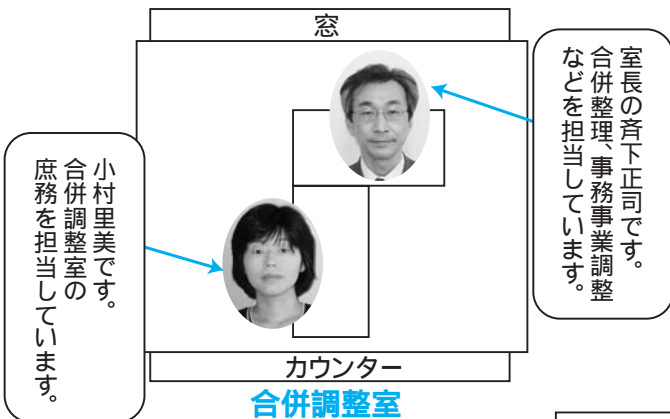 窓
室長の斉下正司です。
合併整理、事務事業調整
などを担当しています。
小村里美です。
合併調整室の
庶務を担当しています。
カウンター
合併調整室